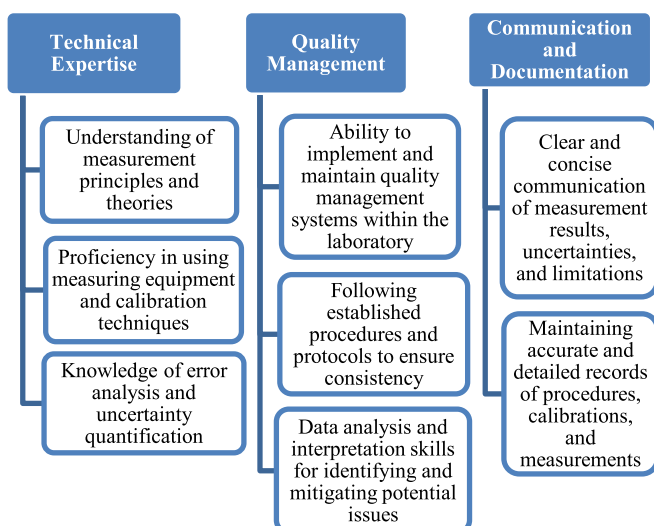 Technical
Expertise
Understanding of
measurement
principles and
theories
Proficiency in using
measuring equipment
and calibration
techniques
Knowledge of error
analysis and
uncertainty
quantification
Quality
Management
Ability to
implement and
maintain quality
management
systems within the
laboratory
Following
established
procedures and
protocols to ensure
consistency
Data analysis and
interpretation skills
for identifying and
mitigating potential
issues
Communication
and
Documentation
Clear and
concise
communication
of measurement
results,
uncertainties,
and limitations
Maintaining
accurate and
detailed records
of procedures,
calibrations,
and
measurements